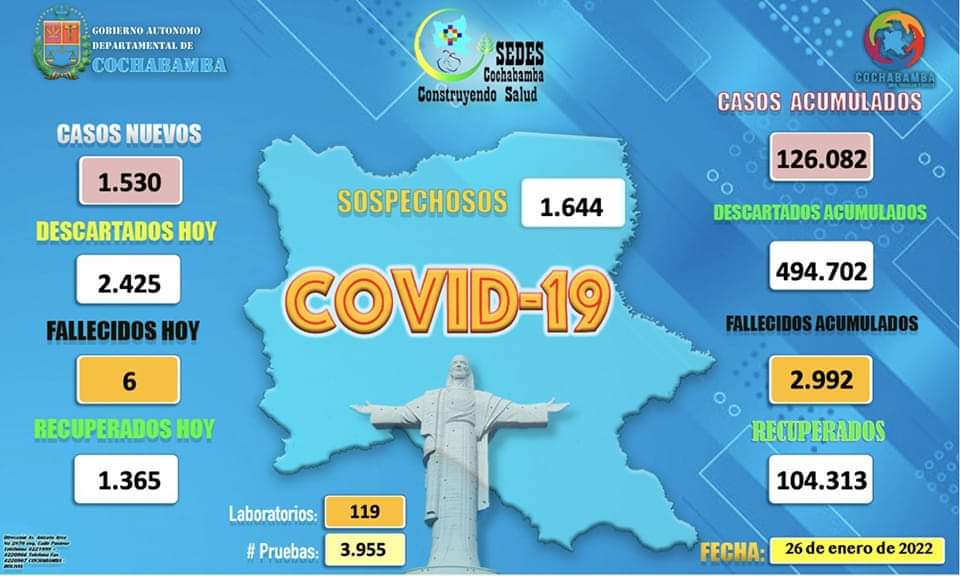 GOBIERNO AUTONOMO
DEPARTAMENTAL DE
COCHABAMBA
SEDES
Cochabamba
Construyendo Salud
COCHABAMBA
CASOS NUEVOS
1.530
DESCARTADOS HOY
2.425
FALLECIDOS HOY
6
RECUPERADOS HOY
1.365
SOSPECHOSOS
1.644
COVID-19
Laboratorios:
119
# Pruebas:
3.955
CASOS ACUMULADOS
126.082
DESCARTADOS ACUMULADOS
494.702
FALLECIDOS ACUMULADOS
2.992
RECUPERADOS
104.313
FECHA:
26 de enero de 2022